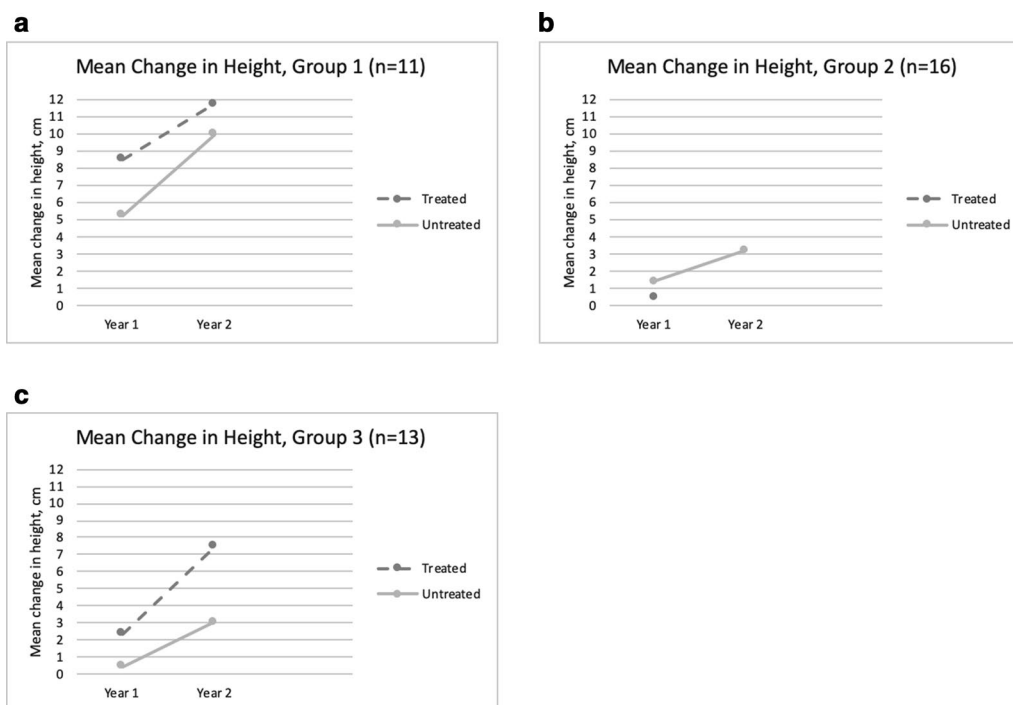 a
Mean Change in Height, Group 1 (n=11)
Mean change in height, cm
12
11
10
9
8
7
6
5
4
3
2
1
0
Year 1 Year 2
Treated
Untreated
b
Mean Change in Height, Group 2 (n=16)
Mean change in height, cm
12
11
10
9
8
7
6
5
4
3
2
1
0
Year 1 Year 2
Treated
Untreated
c
Mean Change in Height, Group 3 (n=13)
Mean change in height, cm
12
11
10
9
8
7
6
5
4
3
2
1
0
Year 1 Year 2
Treated
Untreated